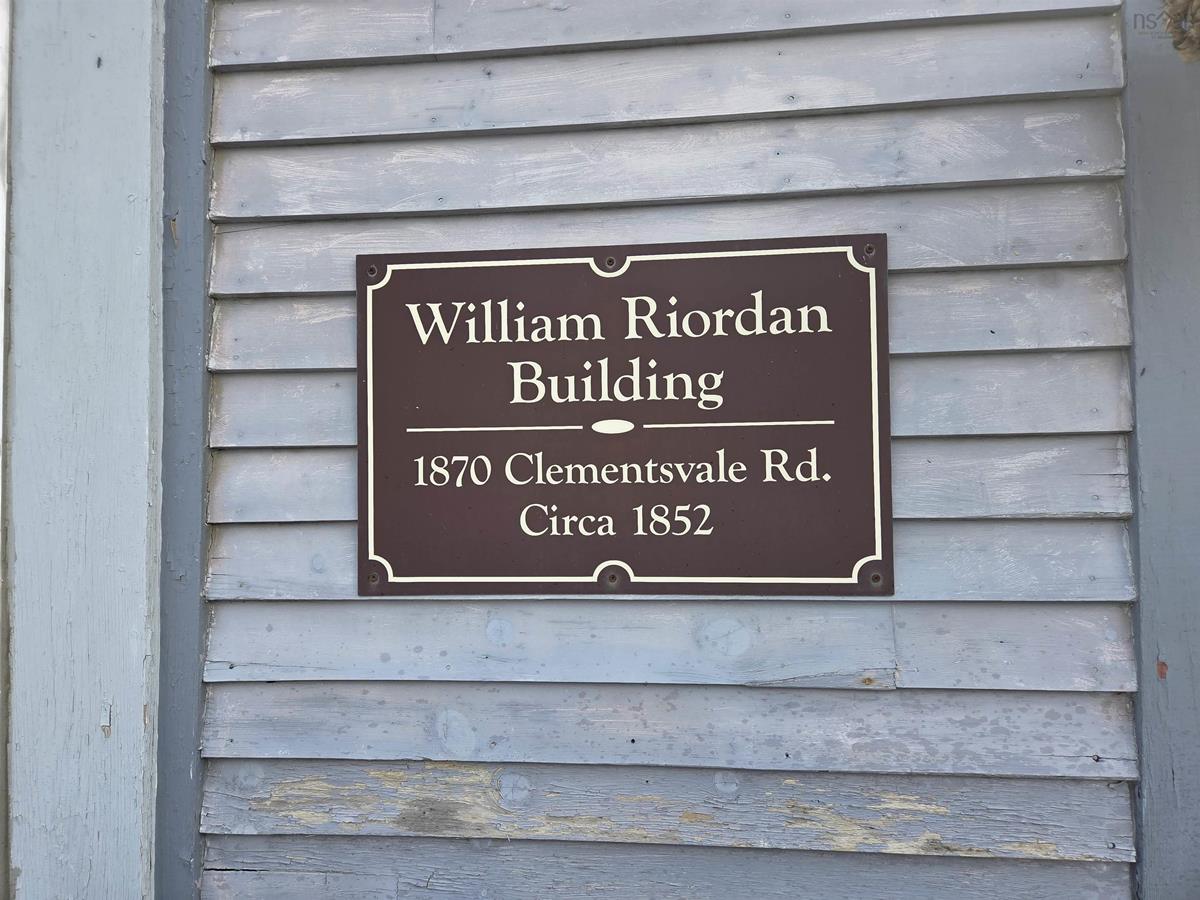 William Riordan
Building
1870 Clementsvale Rd.
Circa 1852